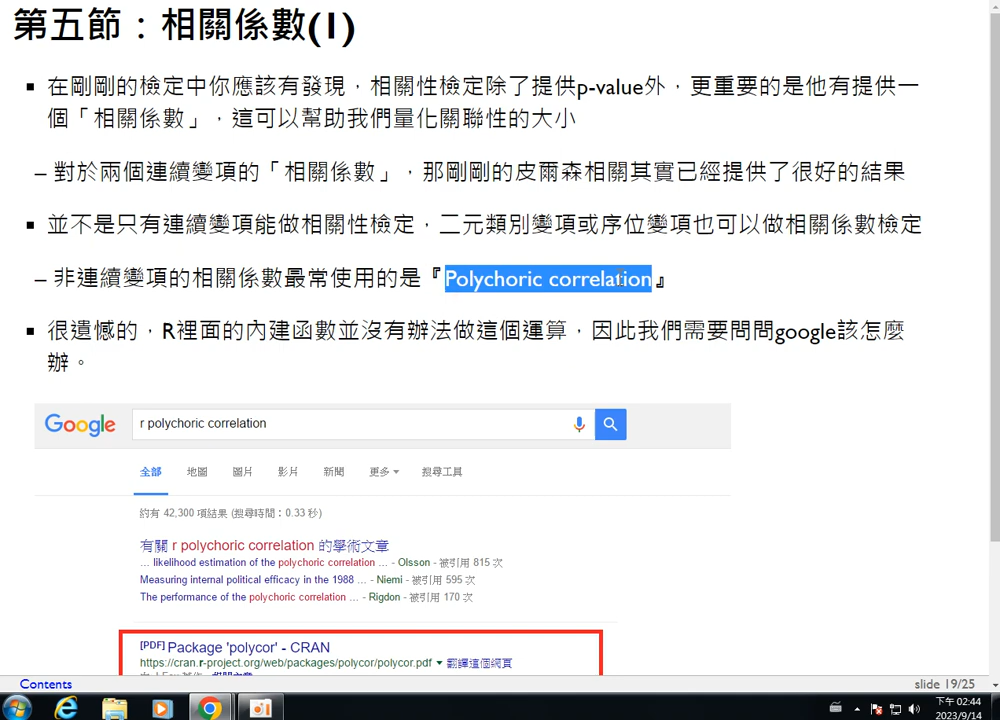 第五節：相關係數(1)
▪ 在剛剛的檢定中你應該有發現，相關性檢定除了提供p-value外，更重要的是他有提供一
個「相關係數」，這可以幫助我們量化關聯性的大小
– 對於兩個連續變項的「相關係數」，那剛剛的皮爾森相關其實已經提供了很好的結果
▪ 並不是只有連續變項能做相關性檢定，二元類別變項或序位變項也可以做相關係數檢定
– 非連續變項的相關係數最常使用的是『Polychoric correlation』
▪ 很遺憾的，R裡面的內建函數並沒有辦法做這個運算，因此我們需要問問google該怎麼
辦。
Google r polychoric correlation
全部 地圖 圖片 影片 新聞 更多 搜尋工具
約有 42,300 項結果 (搜尋時間：0.33 秒)
有關 r polychoric correlation 的學術文章
... likelihood estimation of the polychoric correlation ... - Olsson - 被引用 815 次
Measuring internal political efficacy in the 1988 ... - Niemi - 被引用 595 次
The performance of the polychoric correlation ... - Rigdon - 被引用 170 次
[PDF] Package 'polycor' - CRAN
https://cran.r-project.org/web/packages/polycor/polycor.pdf 翻譯這個網頁
Contents slide 19/25
下午 02:44
2023/9/14